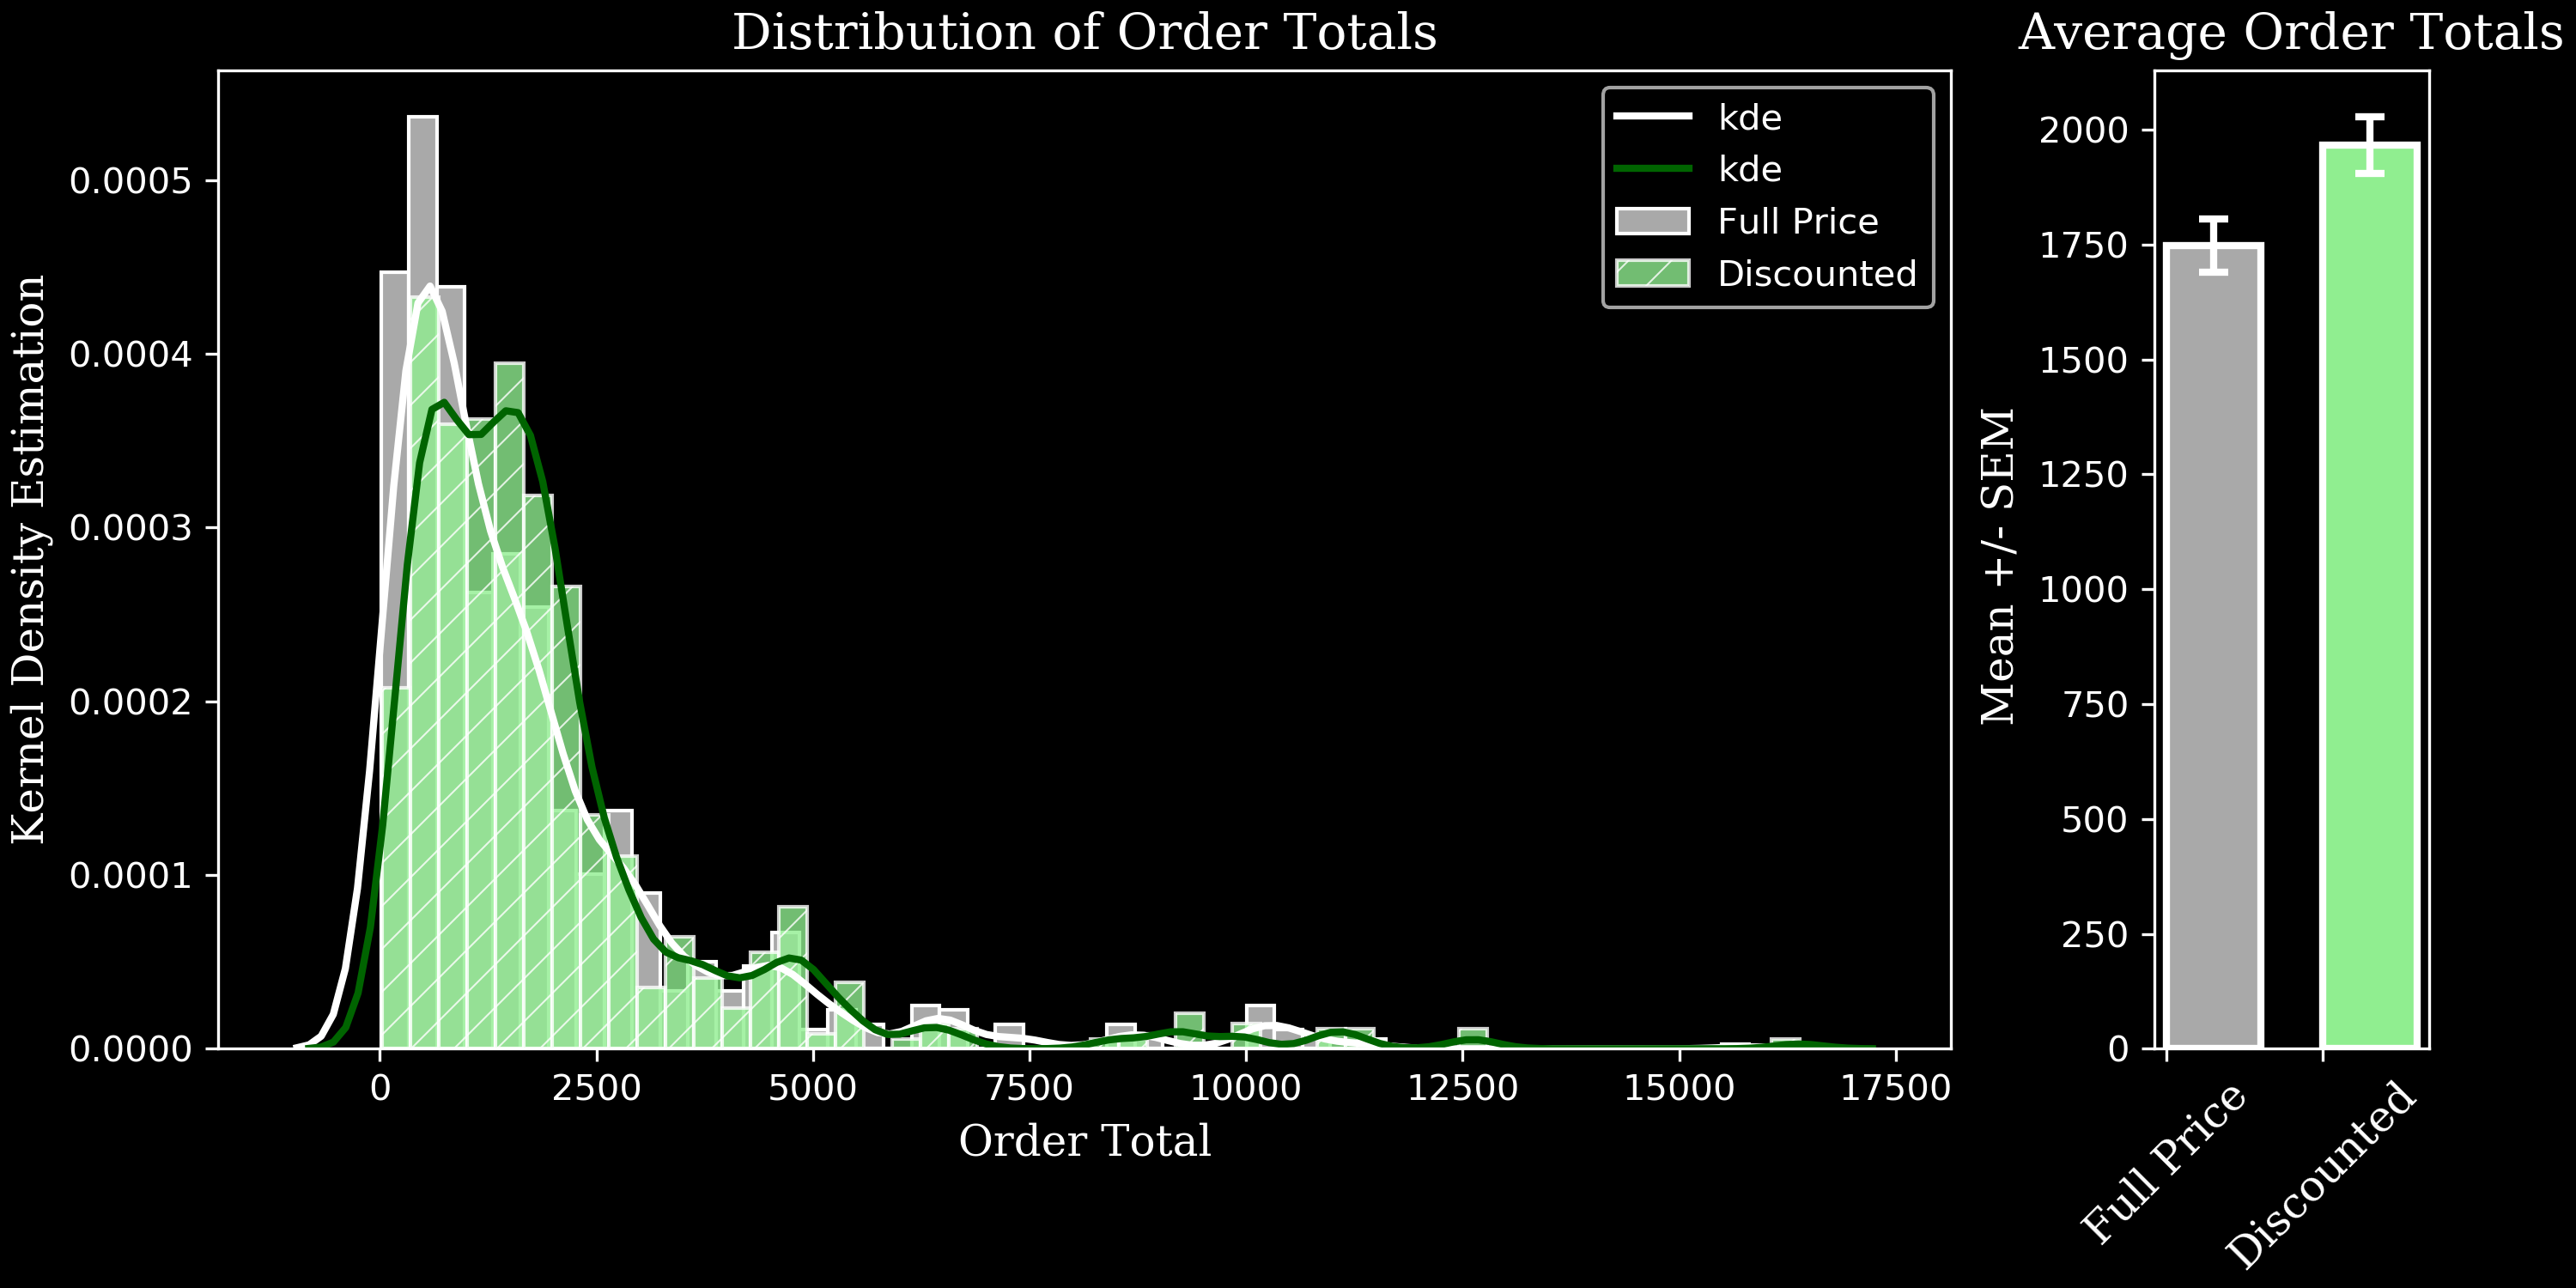 Distribution of Order Totals
Kernel Density Estimation
0.0005
0.0004
0.0003
0.0002
0.0001
0.0000
kde
kde
Full Price
Discounted
0
2500
5000
7500
10000
12500
15000
17500
Order Total
Average Order Totals
Mean +/- SEM
2000
1750
1500
1250
1000
750
500
250
0
Full Price
Discounted